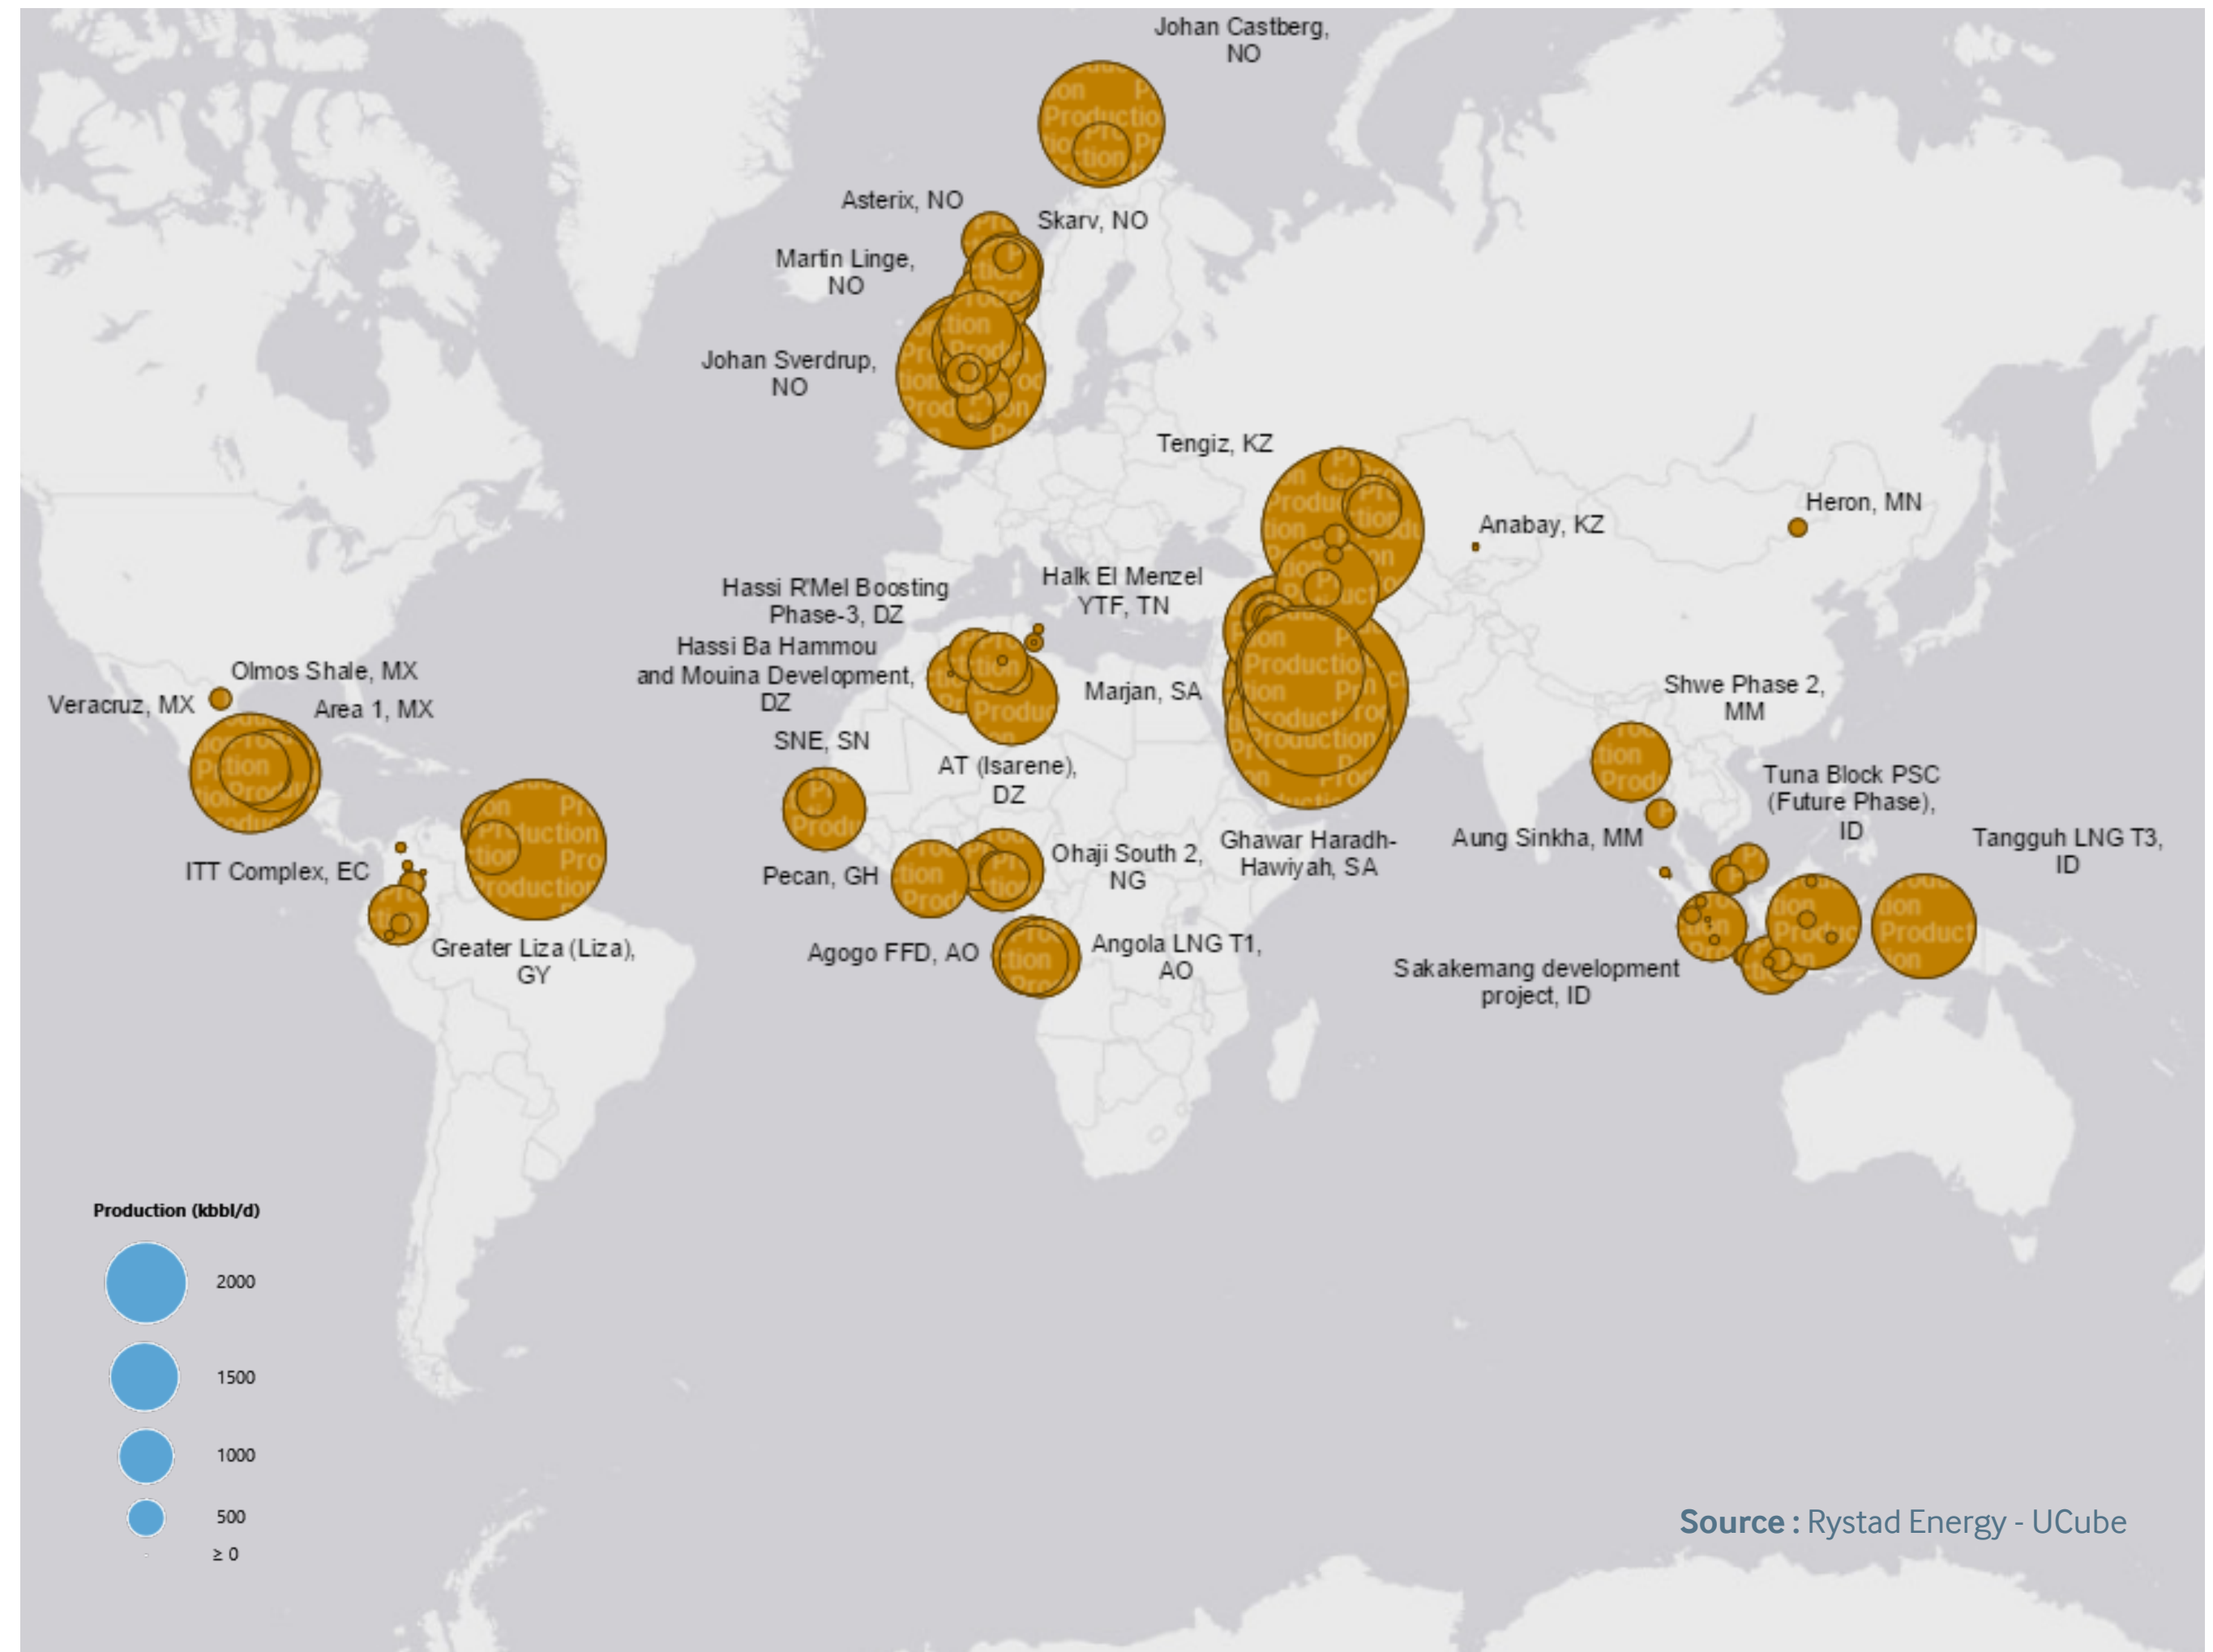 Johan Castberg,
NO
Asterix, NO
Skarv, NO
Martin Linge,
NO
Johan Sverdrup,
NO
Tengiz, KZ
Heron, MN
Anabay, KZ
Hassi R'Mel Boosting
Phase-3, DZ
Halk El Menzel
YTF, TN
Hassi Ba Hammou
and Mouina Development,
DZ
Olmos Shale, MX
Veracruz, MX
Area 1, MX
Marjan, SA
Shwe Phase 2,
MM
SNE, SN
AT (Isarene),
DZ
Tuna Block PSC
(Future Phase),
ID
Aung Sinkha, MM
Tangguh LNG T3,
ID
Ghawar Haradh-
Hawiyah, SA
Ohaji South 2,
NG
ITT Complex, EC
Pecan, GH
Greater Liza (Liza),
GY
Agogo FFD, AO
Angola LNG T1,
AO
Sakakemang development
project, ID
Production (kbbl/d)
2000
1500
1000
500
≥ 0
Source : Rystad Energy - UCube